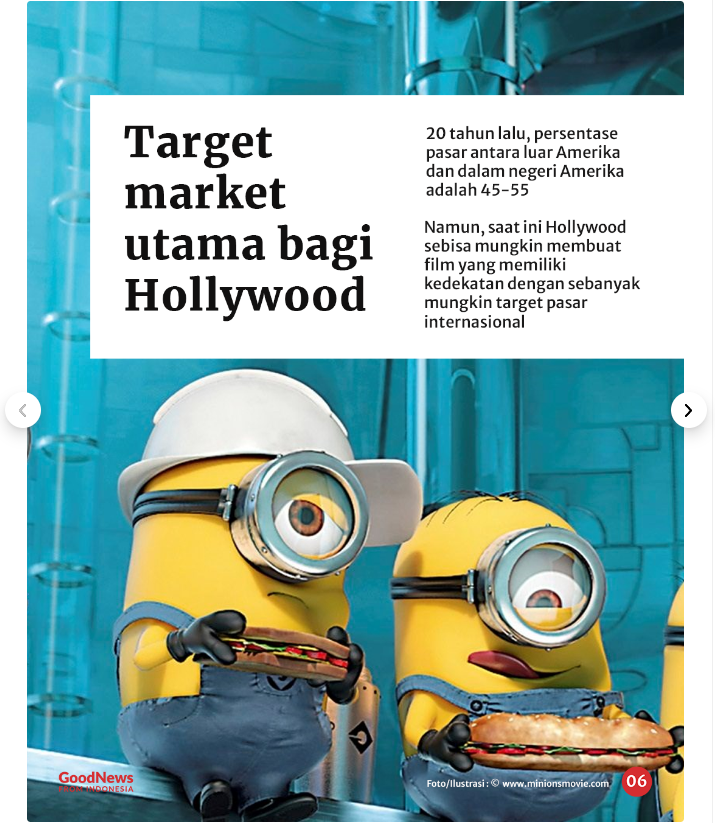 Target
market
utama bagi
Hollywood
20 tahun lalu, persentase
pasar antara luar Amerika
dan dalam negeri Amerika
adalah 45-55
Namun, saat ini Hollywood
sebisa mungkin membuat
film yang memiliki
kedekatan dengan sebanyak
mungkin target pasar
internasional
GoodNews
FROM INDONESIA
Foto/Ilustrasi : © www.minionsmovie.com
06